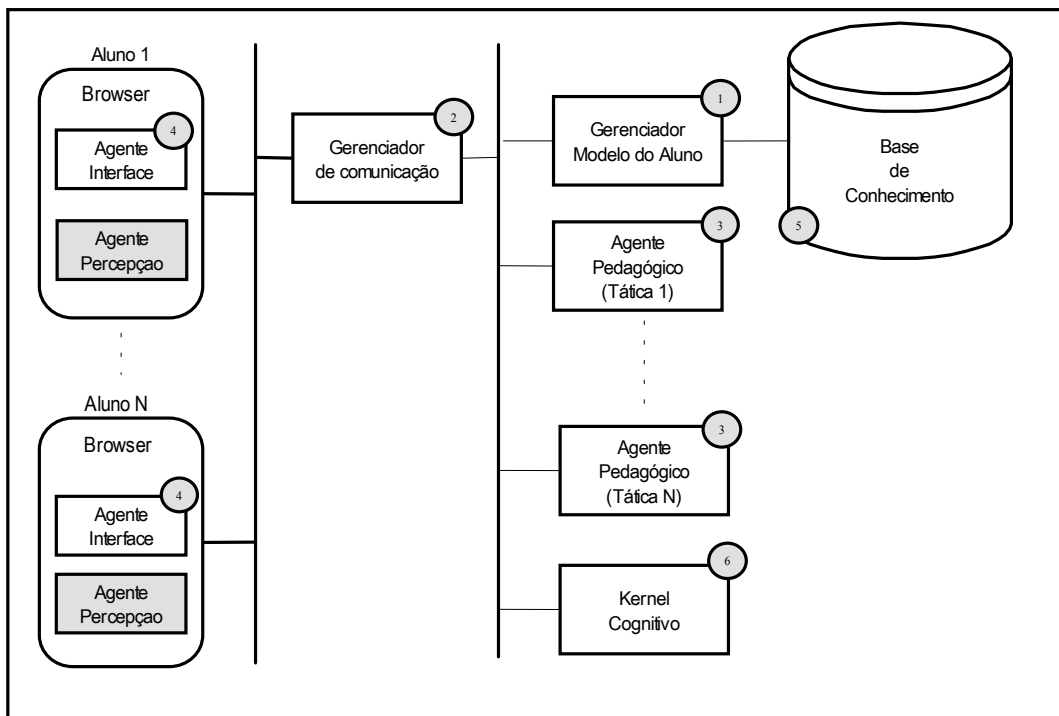 Aluno 1
Browser
4
Agente
Interface
Agente
Percepçao
Aluno N
Browser
4
Agente
Interface
Agente
Percepçao
2
Gerenciador
de comunicação
1
Gerenciador
Modelo do Aluno
3
Agente
Pedagógico
(Tática 1)
3
Agente
Pedagógico
(Tática N)
6
Kernel
Cognitivo
Base
de
Conhecimento
5